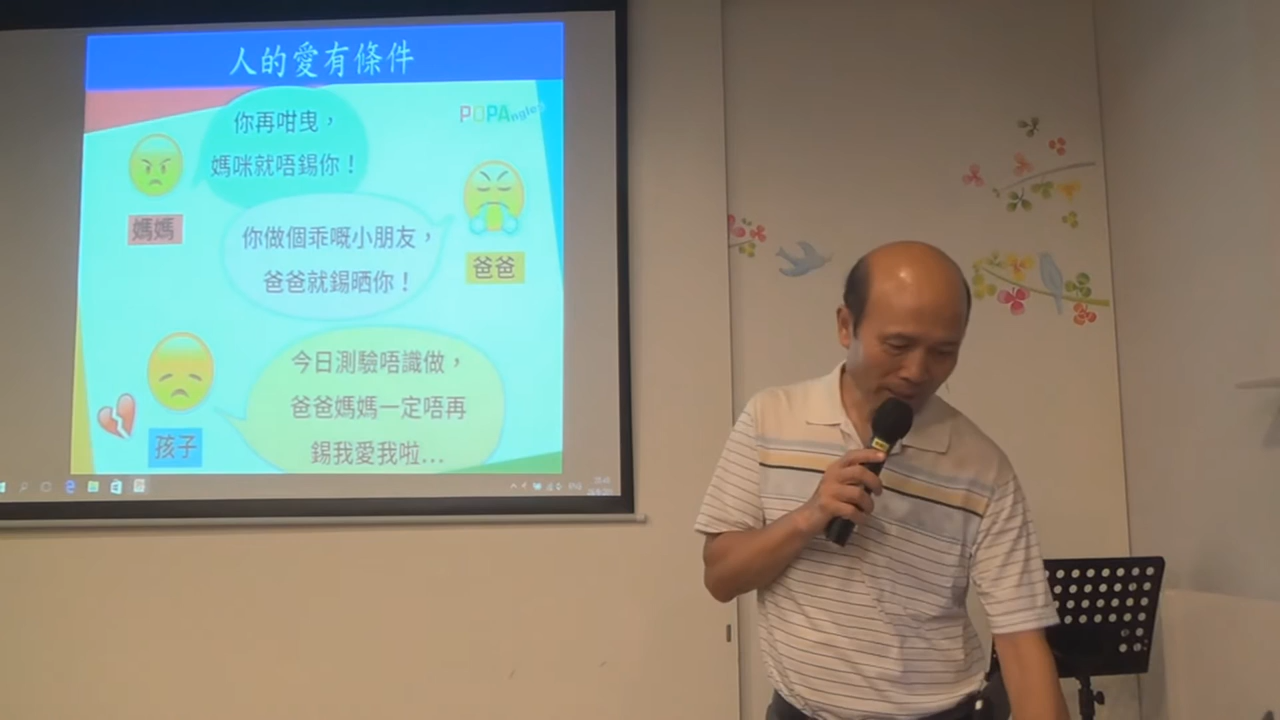 人的愛有條件
POPAngles
你再咁曳，
媽咪就唔錫你！
媽媽
你做個乖嘅小朋友，
爸爸就錫晒你！
爸爸
今日測驗唔識做，
爸爸媽媽一定唔再
錫我愛我啦...
孩子